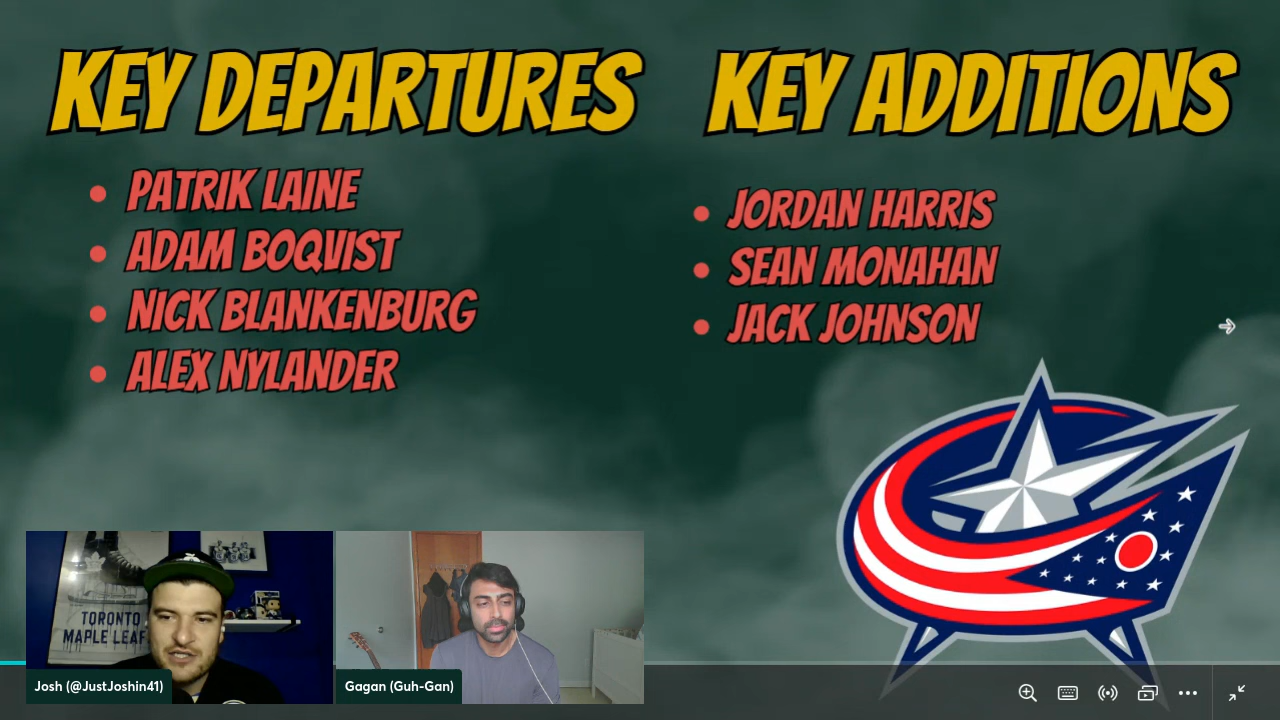 KEY DEPARTURES
PATRIK LAINE
ADAM BOQVIST
NICK BLANKENBURG
ALEX NYLANDER
KEY ADDITIONS
JORDAN HARRIS
SEAN MONAHAN
JACK JOHNSON
TORONTO
MAPLE LEAF
Josh (@JustJoshin41)
Gagan (Guh-Gan)